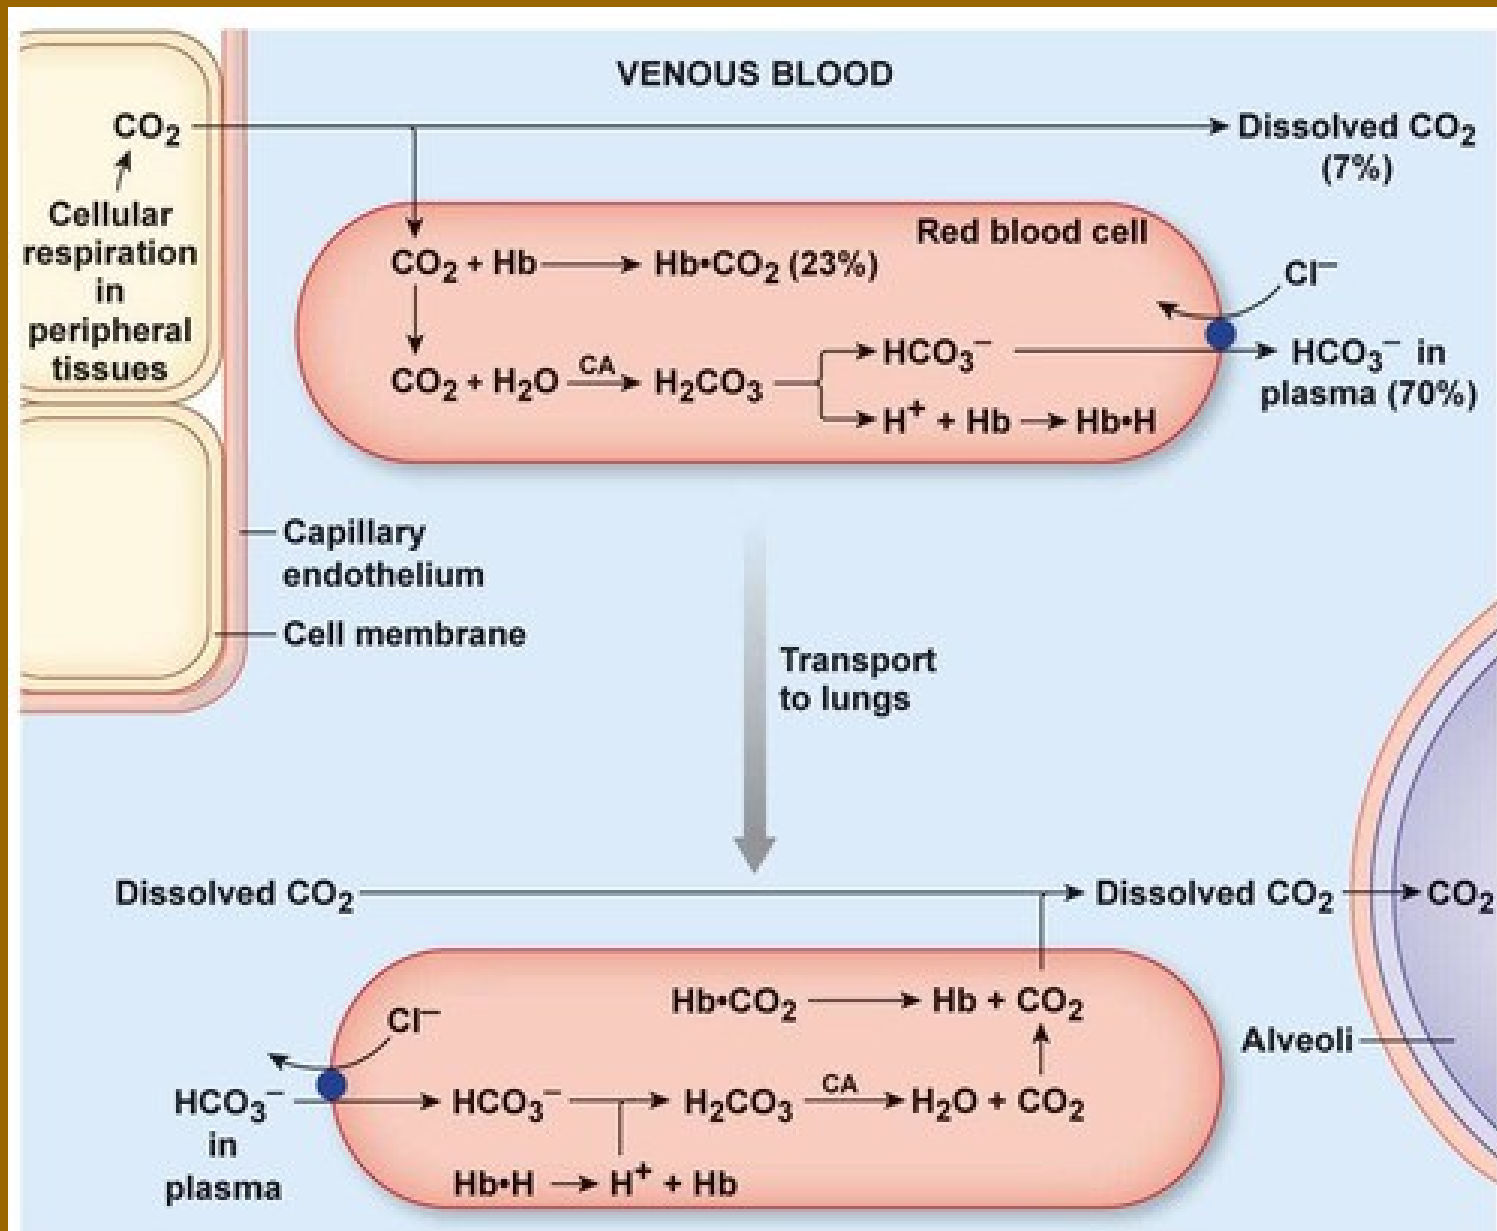 VENOUS BLOOD
CO₂
Dissolved CO₂
(7%)
Cellular
respiration
in
peripheral
tissues
Red blood cell
CO₂ + Hb → Hb•CO₂ (23%)
Cl⁻
CO₂ + H₂O CA → H₂CO₃
HCO₃⁻
H⁺ + Hb → Hb•H
HCO₃⁻ in
plasma (70%)
Capillary
endothelium
Cell membrane
Transport
to lungs
Dissolved CO₂ → Dissolved CO₂ → CO₂
Hb•CO₂ → Hb + CO₂
Cl⁻
Alveoli
HCO₃⁻
in
plasma
HCO₃⁻ → H₂CO₃ CA → H₂O + CO₂
Hb•H → H⁺ + Hb